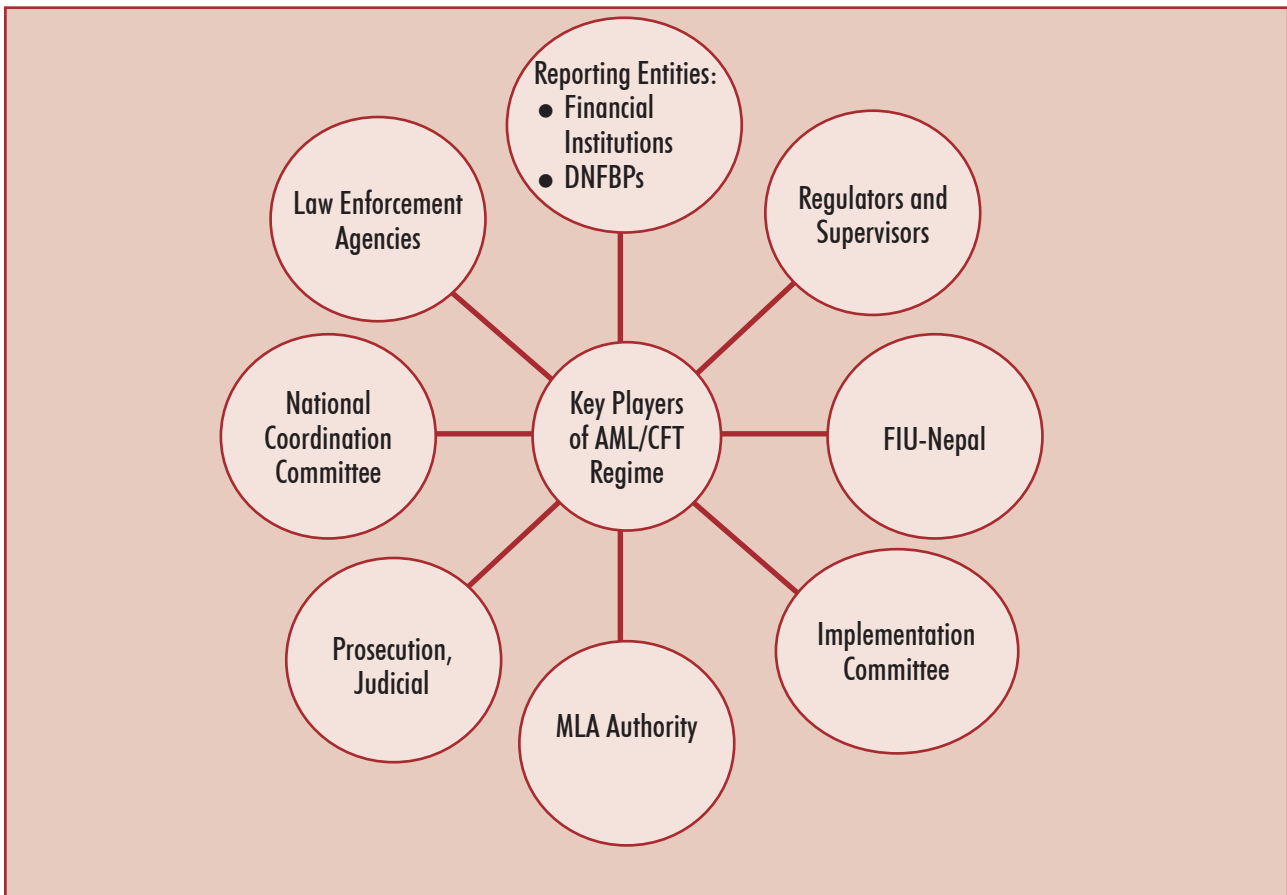 Reporting Entities:
● Financial
Institutions
● DNFBPs
Law Enforcement
Agencies
Regulators and
Supervisors
National
Coordination
Committee
Key Players
of AML/CFT
Regime
FIU-Nepal
Prosecution,
Judicial
MLA Authority
Implementation
Committee